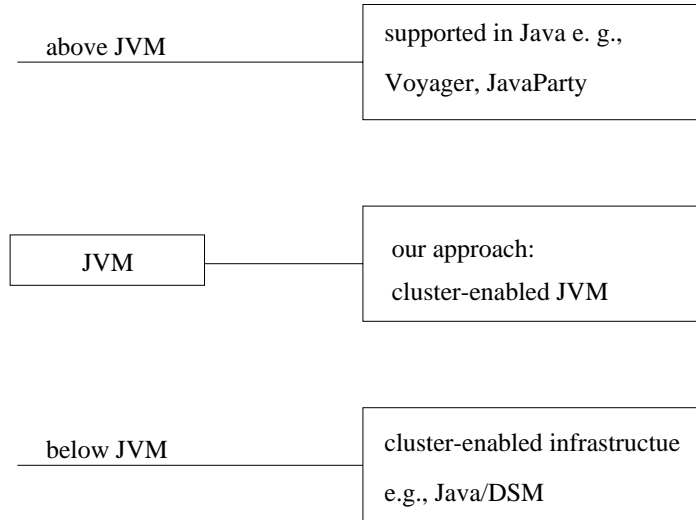 above JVM
supported in Java e. g.,
Voyager, JavaParty
JVM
our approach:
cluster-enabled JVM
below JVM
cluster-enabled infrastructue
e.g., Java/DSM